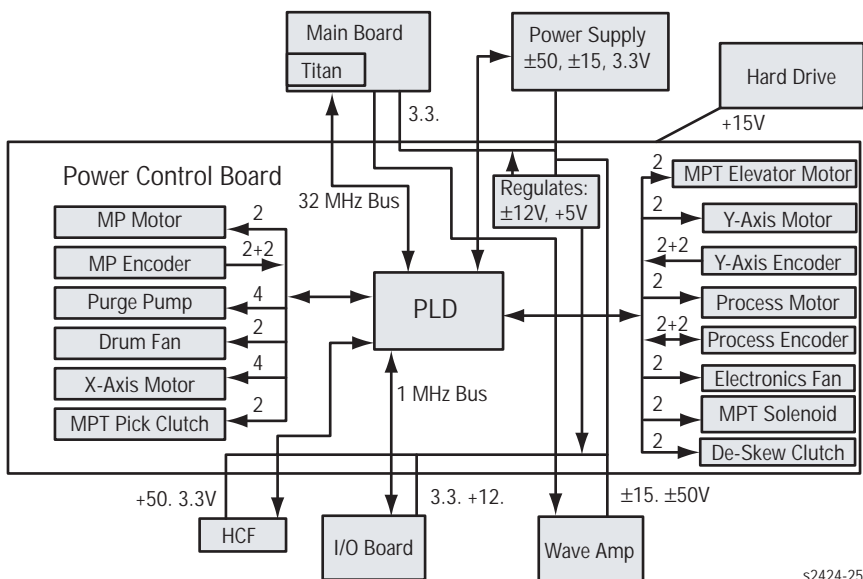 Main Board
Titan
Power Supply
±50, ±15, 3.3V
Hard Drive
3.3.
+15V
Power Control Board
32 MHz Bus
Regulates:
±12V, +5V
MP Motor
2
MP Encoder
2+2
Purge Pump
4
Drum Fan
2
X-Axis Motor
4
MPT Pick Clutch
2
PLD
1 MHz Bus
2
MPT Elevator Motor
2
Y-Axis Motor
2+2
Y-Axis Encoder
2
Process Motor
2+2
Process Encoder
2
Electronics Fan
2
MPT Solenoid
2
De-Skew Clutch
+50. 3.3V
3.3. +12.
±15. ±50V
HCF
I/O Board
Wave Amp
s2424-25